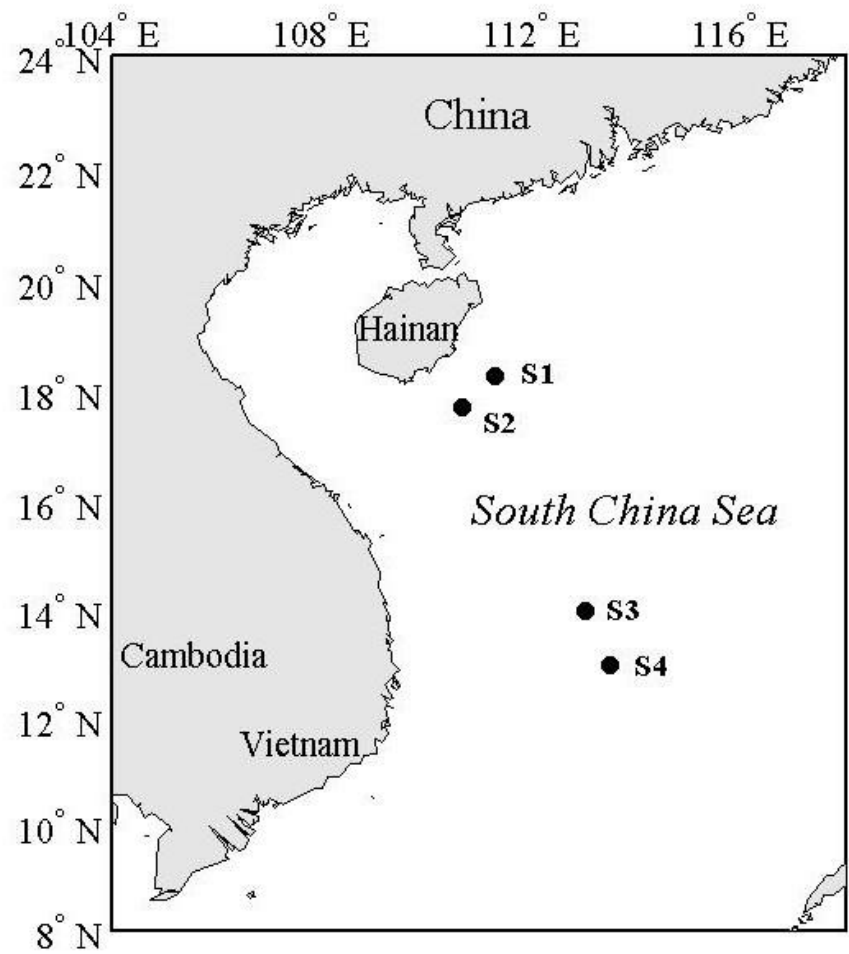 104° E 108° E 112° E 116° E
24° N
China
22° N
20° N
Hainan
S1
18° N
S2
16° N
South China Sea
14° N
S3
Cambodia
S4
12° N
Vietnam
10° N
8° N